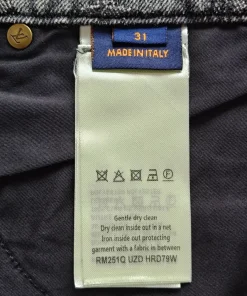 31
MADE IN ITALY
Gentle dry clean
Dry clean inside out in a net
Iron inside out protecting
garment with a fabric in between
RM251Q UZD HRD79W